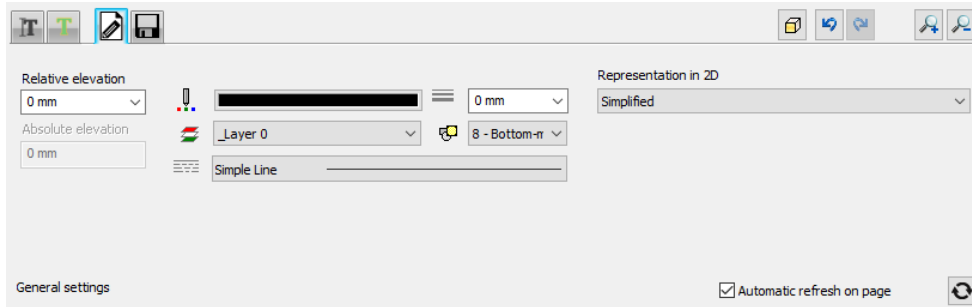 Relative elevation
0 mm
Absolute elevation
0 mm
0 mm
_Layer 0
8 - Bottom-m
Simple Line
Representation in 2D
Simplified
General settings
Automatic refresh on page